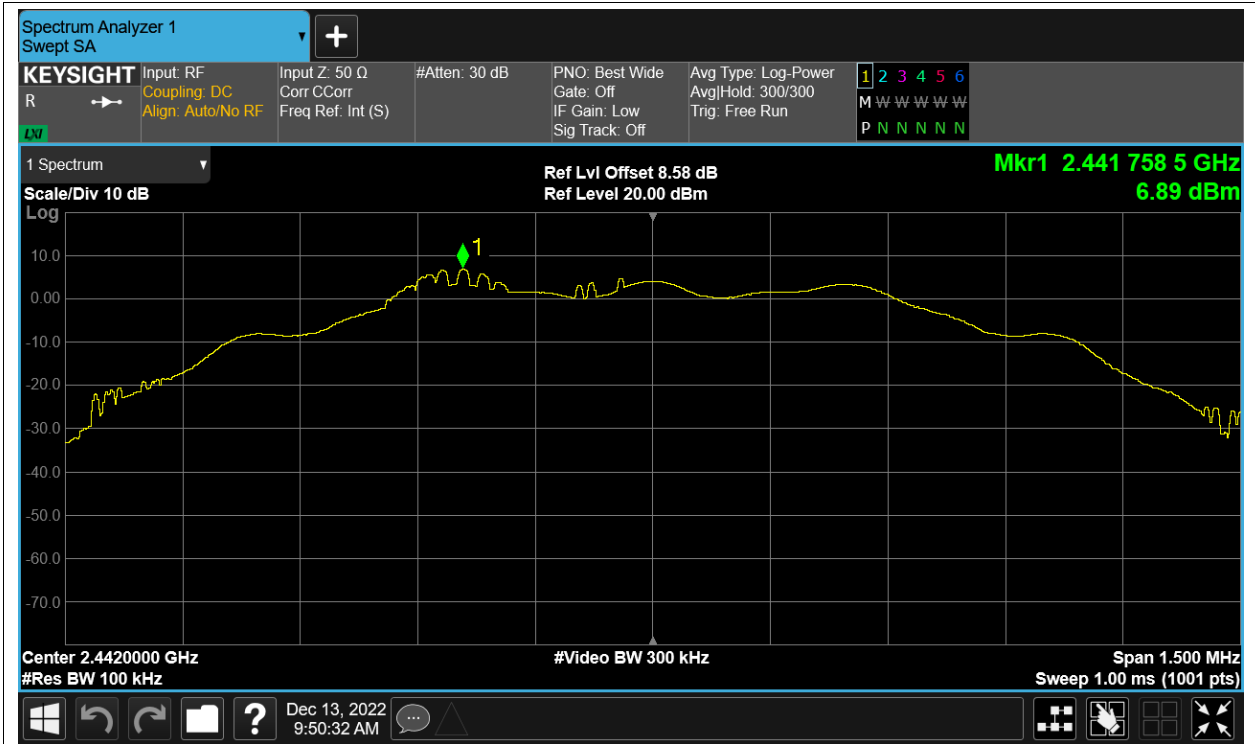 Spectrum Analyzer 1
Swept SA
KEYSIGHT
R
LXI
Input: RF
Coupling: DC
Align: Auto/No RF
Input Z: 50 Ω
Corr CCorr
Freq Ref: Int (S)
#Atten: 30 dB
PNO: Best Wide
Gate: Off
IF Gain: Low
Sig Track: Off
Avg Type: Log-Power
Avg|Hold: 300/300
Trig: Free Run
1 2 3 4 5 6
M W W W W W
P N N N N N
1 Spectrum
Scale/Div 10 dB
Log
Ref Lvl Offset 8.58 dB
Ref Level 20.00 dBm
Mkr1 2.441 758 5 GHz
6.89 dBm
1
10.0
0.00
-10.0
-20.0
-30.0
-40.0
-50.0
-60.0
-70.0
Center 2.4420000 GHz
#Res BW 100 kHz
#Video BW 300 kHz
Span 1.500 MHz
Sweep 1.00 ms (1001 pts)
?
Dec 13, 2022
9:50:32 AM